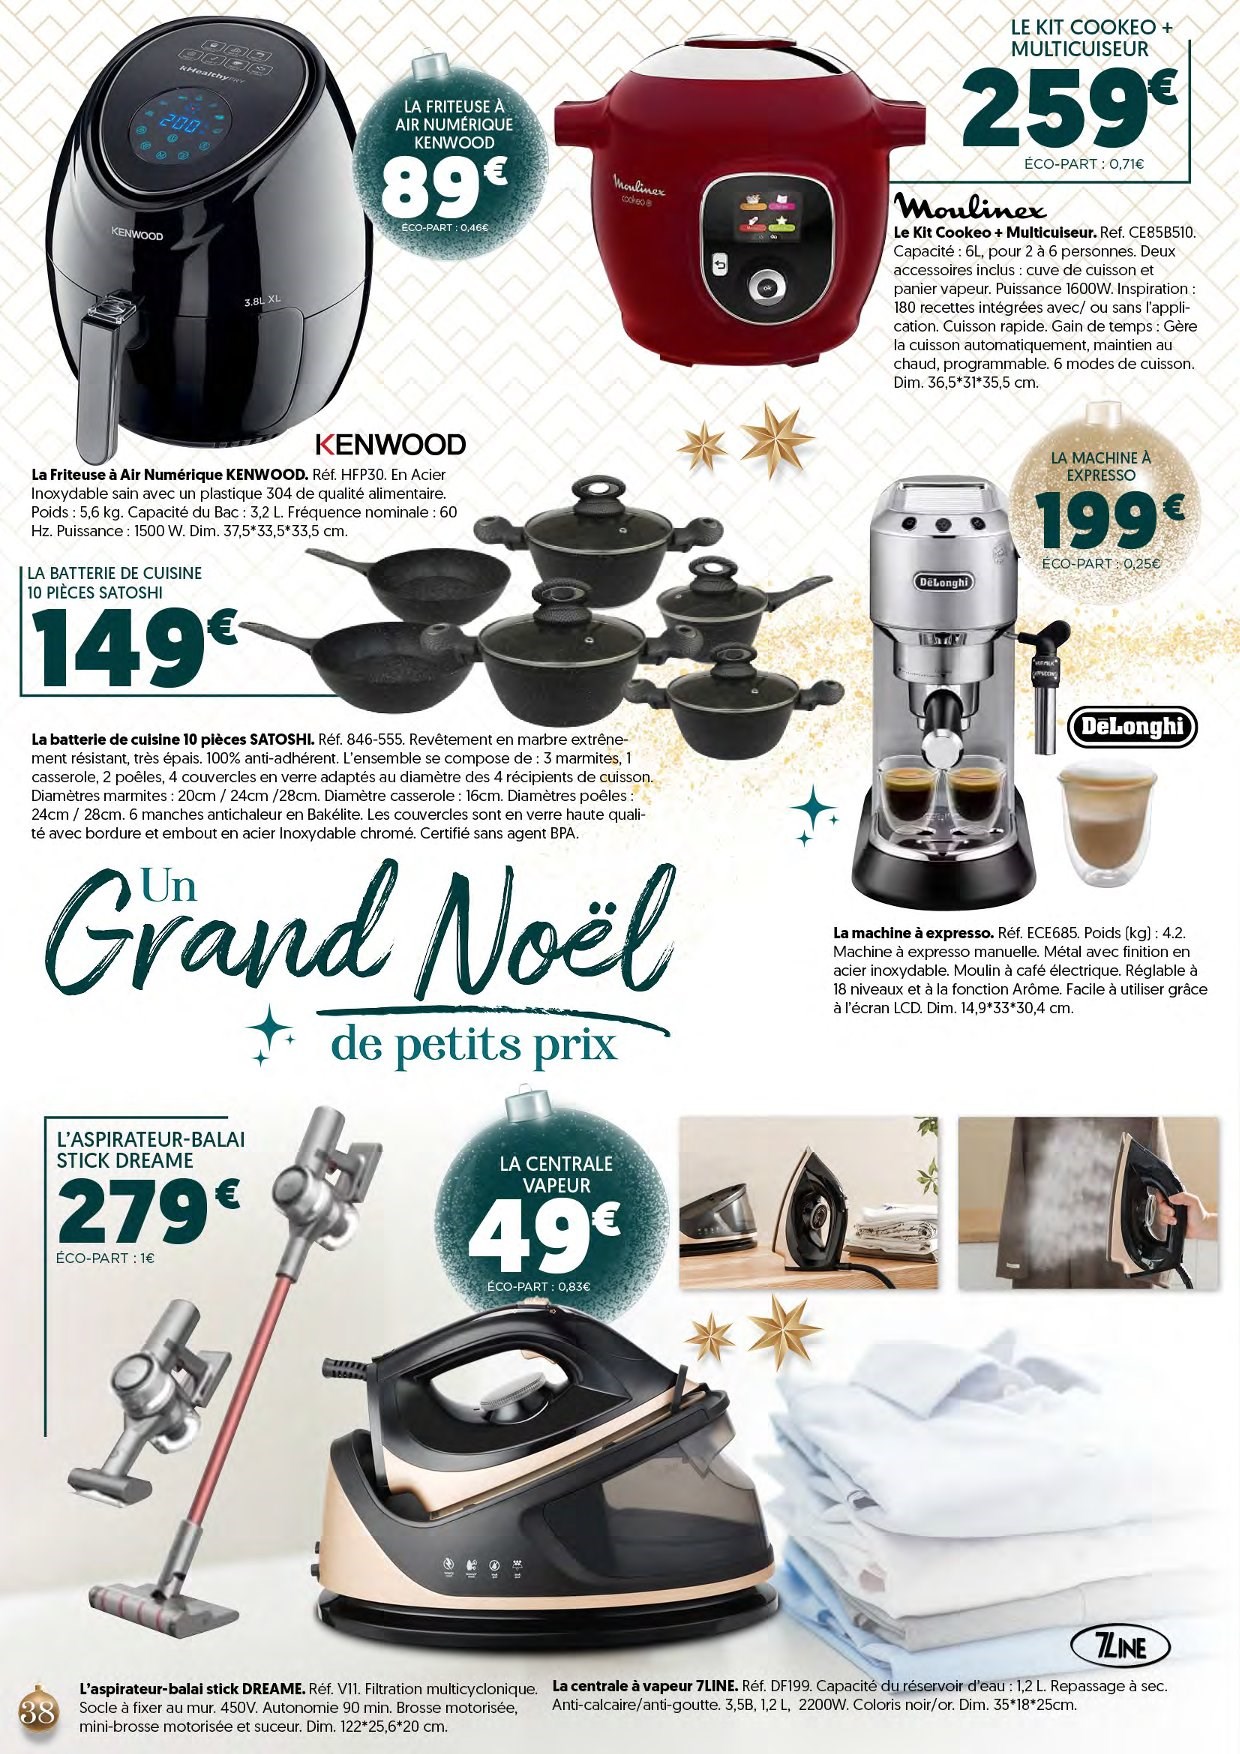 kHealthyFRY
200
KENWOOD
3.8L XL
LA FRITEUSE À
AIR NUMÉRIQUE
KENWOOD
89€
ÉCO-PART : 0,46€
Moulinex
cookeo
ok
LE KIT COOKEO +
MULTICUISEUR
259€
ÉCO-PART : 0,71€
Moulinex
Le Kit Cookeo + Multicuiseur. Ref. CE85B510.
Capacité : 6L, pour 2 à 6 personnes. Deux
accessoires inclus : cuve de cuisson et
panier vapeur. Puissance 1600W. Inspiration :
180 recettes intégrées avec/ ou sans l'appli-
cation. Cuisson rapide. Gain de temps : Gère
la cuisson automatiquement, maintien au
chaud, programmable. 6 modes de cuisson.
Dim. 36,5*31*35,5 cm.
KENWOOD
La Friteuse à Air Numérique KENWOOD. Réf. HFP30. En Acier
Inoxydable sain avec un plastique 304 de qualité alimentaire.
Poids : 5,6 kg. Capacité du Bac : 3,2 L. Fréquence nominale : 60
Hz. Puissance : 1500 W. Dim. 37,5*33,5*33,5 cm.
LA MACHINE À
EXPRESSO
199€
ÉCO-PART : 0,25€
DēLonghi
DēLonghi
LA BATTERIE DE CUISINE
10 PIÈCES SATOSHI
149€
La batterie de cuisine 10 pièces SATOSHI. Réf. 846-555. Revêtement en marbre extrêne-
ment résistant, très épais. 100% anti-adhérent. L'ensemble se compose de : 3 marmites, 1
casserole, 2 poêles, 4 couvercles en verre adaptés au diamètre des 4 récipients de cuisson.
Diamètres marmites : 20cm / 24cm /28cm. Diamètre casserole : 16cm. Diamètres poêles :
24cm / 28cm. 6 manches antichaleur en Bakélite. Les couvercles sont en verre haute quali-
té avec bordure et embout en acier Inoxydable chromé. Certifié sans agent BPA.
Un
Grand Noël
de petits prix
La machine à expresso. Réf. ECE685. Poids (kg) : 4.2.
Machine à expresso manuelle. Métal avec finition en
acier inoxydable. Moulin à café électrique. Réglable à
18 niveaux et à la fonction Arôme. Facile à utiliser grâce
à l'écran LCD. Dim. 14,9*33*30,4 cm.
L'ASPIRATEUR-BALAI
STICK DREAME
279€
ÉCO-PART : 1€
LA CENTRALE
VAPEUR
49€
ÉCO-PART : 0,83€
7LINE
38
L'aspirateur-balai stick DREAME. Réf. V11. Filtration multicyclonique.
Socle à fixer au mur. 450V. Autonomie 90 min. Brosse motorisée,
mini-brosse motorisée et suceur. Dim. 122*25,6*20 cm.
La centrale à vapeur 7LINE. Réf. DF199. Capacité du réservoir d'eau : 1,2 L. Repassage à sec.
Anti-calcaire/anti-goutte. 3,5B, 1,2 L, 2200W. Coloris noir/or. Dim. 35*18*25cm.